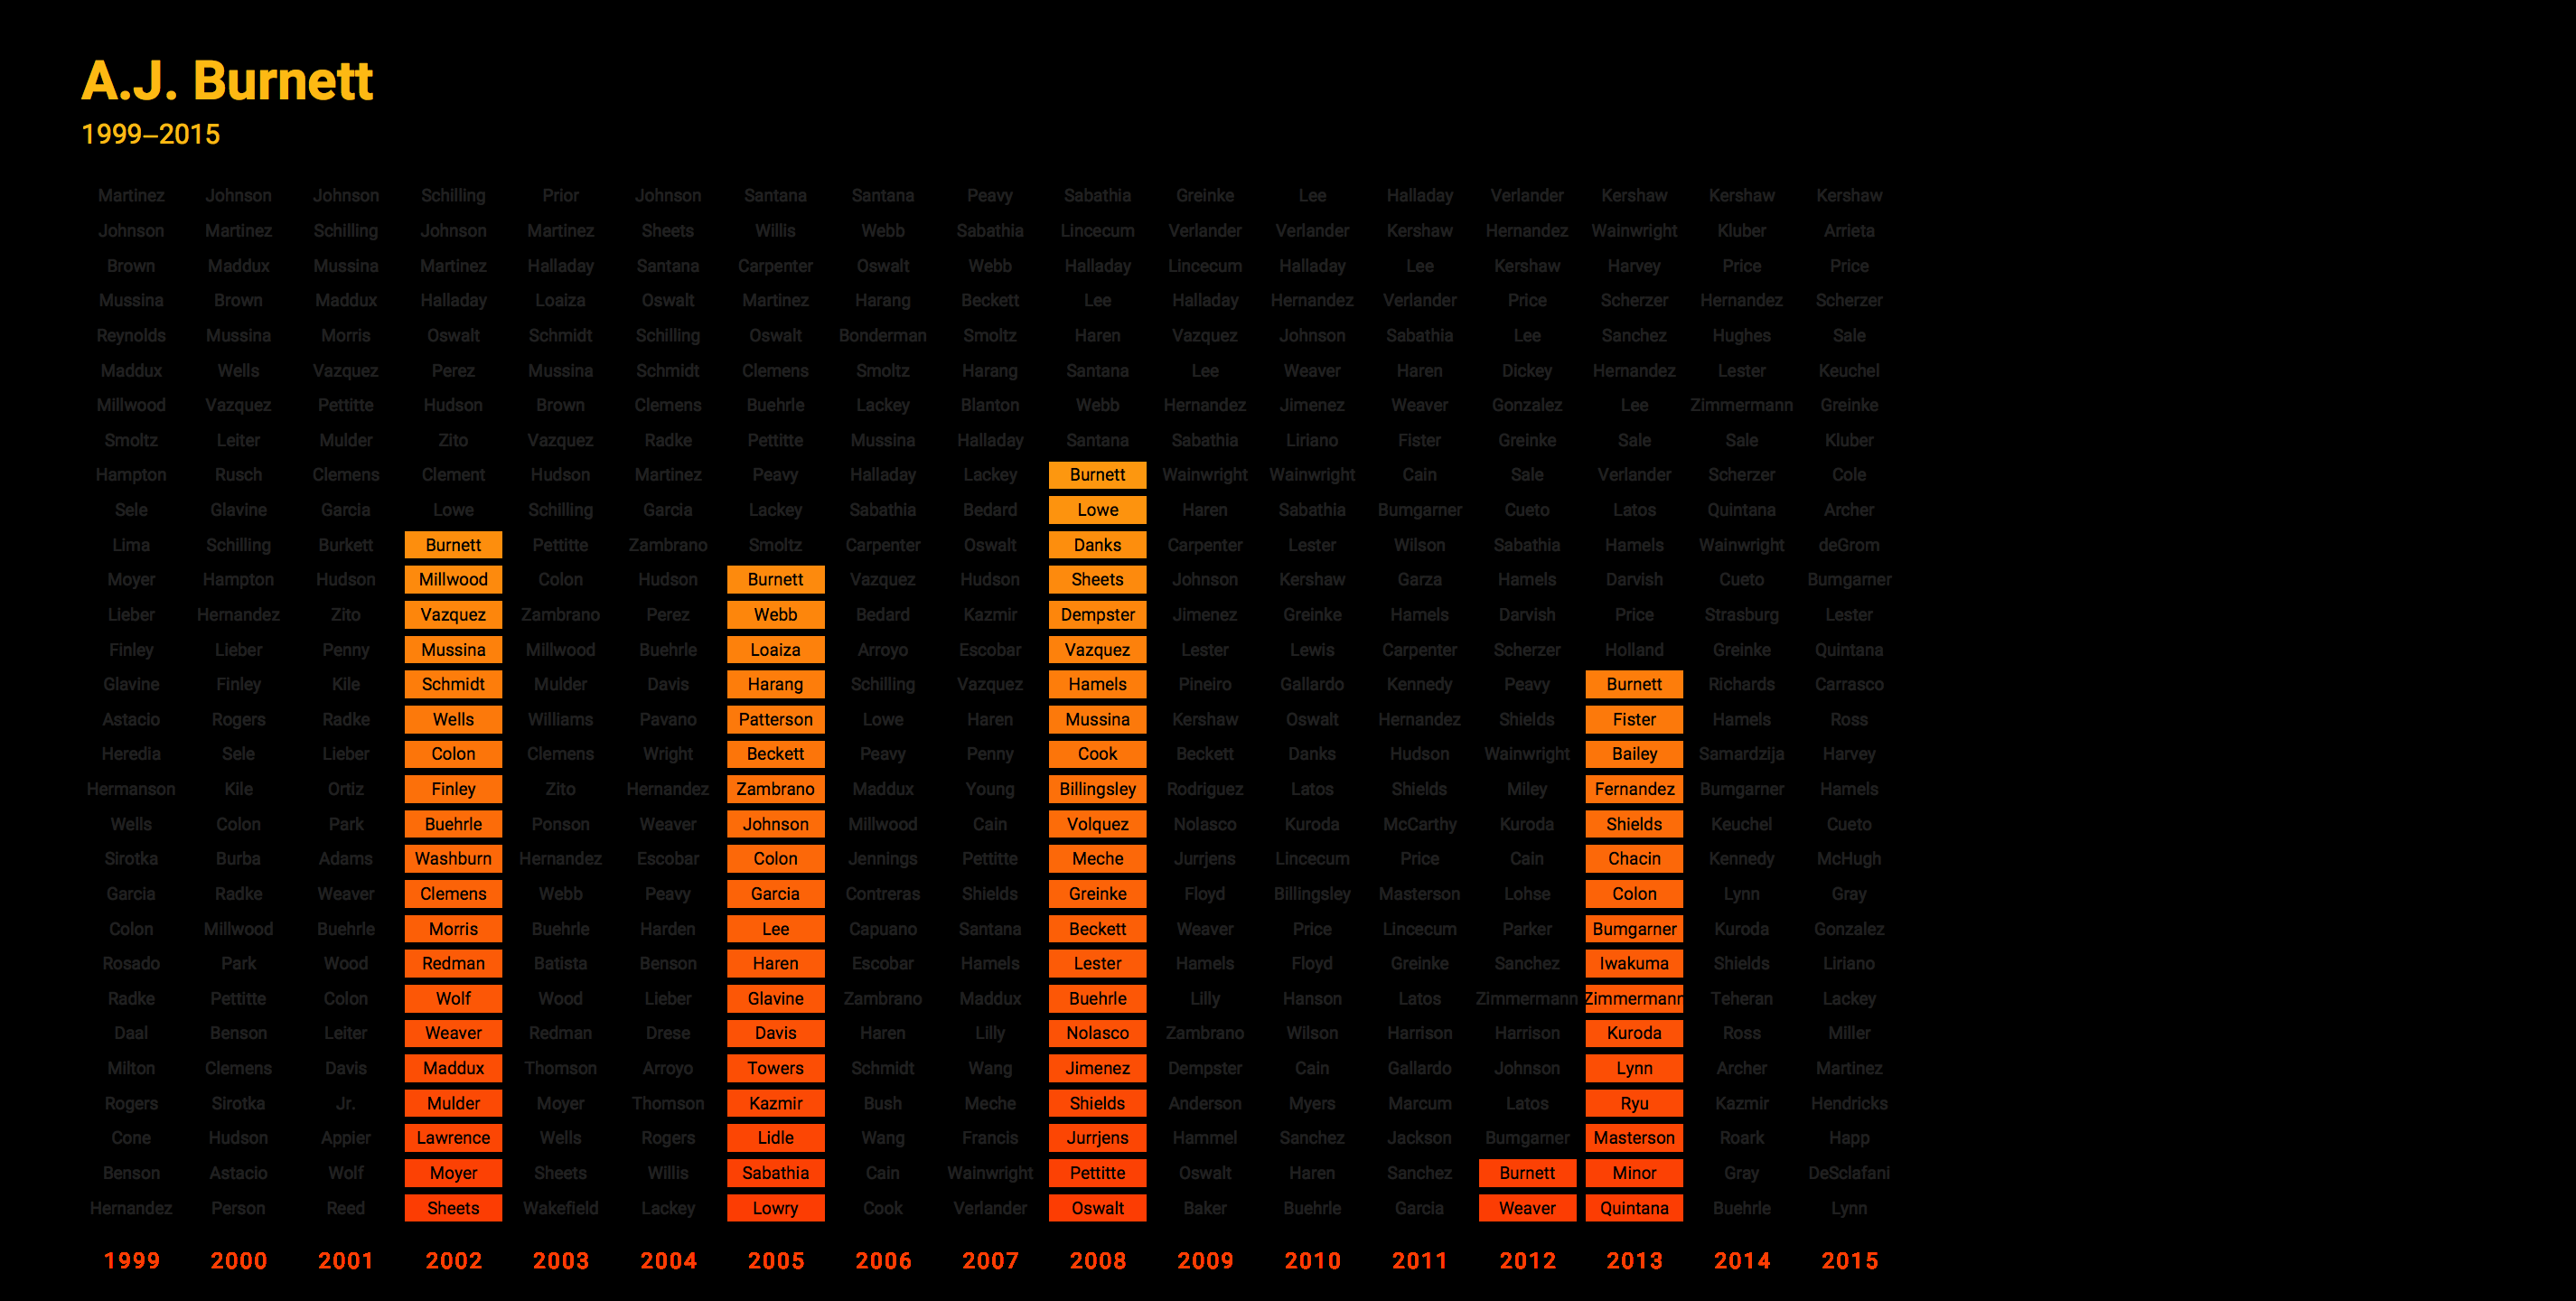 A.J. Burnett
1999–2015
Martinez Johnson Johnson Schilling Prior Johnson Santana Santana Peavy Sabathia Greinke Lee Halladay Verlander Kershaw Kershaw Kershaw
Johnson Martinez Schilling Johnson Martinez Sheets Willis Webb Sabathia Lincecum Verlander Verlander Kershaw Hernandez Wainwright Kluber Arrieta
Brown Maddux Mussina Martinez Halladay Santana Carpenter Oswalt Webb Halladay Lincecum Halladay Lee Kershaw Harvey Price Price
Mussina Brown Maddux Halladay Loaiza Oswalt Martinez Harang Beckett Lee Halladay Hernandez Verlander Price Scherzer Hernandez Scherzer
Reynolds Mussina Morris Oswalt Schmidt Schilling Oswalt Bonderman Smoltz Haren Vazquez Johnson Sabathia Lee Sanchez Hughes Sale
Maddux Wells Vazquez Perez Mussina Schmidt Clemens Smoltz Harang Santana Lee Weaver Haren Dickey Hernandez Lester Keuchel
Millwood Vazquez Pettitte Hudson Brown Clemens Buehrle Lackey Blanton Webb Hernandez Jimenez Weaver Gonzalez Lee Zimmermann Greinke
Smoltz Leiter Mulder Zito Vazquez Radke Pettitte Mussina Halladay Santana Sabathia Liriano Fister Greinke Sale Sale Kluber
Hampton Rusch Clemens Clement Hudson Martinez Peavy Halladay Lackey Burnett Wainwright Wainwright Cain Sale Verlander Scherzer Cole
Sele Glavine Garcia Lowe Schilling Garcia Lackey Sabathia Bedard Lowe Haren Sabathia Bumgarner Cueto Latos Quintana Archer
Lima Schilling Burkett Burnett Pettitte Zambrano Smoltz Carpenter Oswalt Danks Carpenter Lester Wilson Sabathia Hamels Wainwright deGrom
Moyer Hampton Hudson Millwood Colon Hudson Burnett Vazquez Hudson Sheets Johnson Kershaw Garza Hamels Darvish Cueto Bumgarner
Lieber Hernandez Zito Vazquez Zambrano Perez Webb Bedard Kazmir Dempster Jimenez Greinke Hamels Darvish Price Strasburg Lester
Finley Lieber Penny Mussina Millwood Buehrle Loaiza Arroyo Escobar Vazquez Lester Lewis Carpenter Scherzer Holland Greinke Quintana
Glavine Finley Kile Schmidt Mulder Davis Harang Schilling Vazquez Hamels Pineiro Gallardo Kennedy Peavy Burnett Richards Carrasco
Astacio Rogers Radke Wells Williams Pavano Patterson Lowe Haren Mussina Kershaw Oswalt Hernandez Shields Fister Hamels Ross
Heredia Sele Lieber Colon Clemens Wright Beckett Peavy Penny Cook Beckett Danks Hudson Wainwright Bailey Samardzija Harvey
Hermanson Kile Ortiz Finley Zito Hernandez Zambrano Maddux Young Billingsley Rodriguez Latos Shields Miley Fernandez Bumgarner Hamels
Wells Colon Park Buehrle Ponson Weaver Johnson Millwood Cain Volquez Nolasco Kuroda McCarthy Kuroda Shields Keuchel Cueto
Sirotka Burba Adams Washburn Hernandez Escobar Colon Jennings Pettitte Meche Jurrjens Lincecum Price Cain Chacin Kennedy McHugh
Garcia Radke Weaver Clemens Webb Peavy Garcia Contreras Shields Greinke Floyd Billingsley Masterson Lohse Colon Lynn Gray
Colon Millwood Buehrle Morris Buehrle Harden Lee Capuano Santana Beckett Weaver Price Lincecum Parker Bumgarner Kuroda Gonzalez
Rosado Park Wood Redman Batista Benson Haren Escobar Hamels Lester Hamels Floyd Greinke Sanchez Iwakuma Shields Liriano
Radke Pettitte Colon Wolf Wood Lieber Glavine Zambrano Maddux Buehrle Lilly Hanson Latos Zimmermann Zimmermann Teheran Lackey
Daal Benson Leiter Weaver Redman Drese Davis Haren Lilly Nolasco Zambrano Wilson Harrison Harrison Kuroda Ross Miller
Milton Clemens Davis Maddux Thomson Arroyo Towers Schmidt Wang Jimenez Dempster Cain Gallardo Johnson Lynn Archer Martinez
Rogers Sirotka Jr. Mulder Moyer Thomson Kazmir Bush Meche Shields Anderson Myers Marcum Latos Ryu Kazmir Hendricks
Cone Hudson Appier Lawrence Wells Rogers Lidle Wang Francis Jurrjens Hammel Sanchez Jackson Bumgarner Masterson Roark Happ
Benson Astacio Wolf Moyer Sheets Willis Sabathia Cain Wainwright Pettitte Oswalt Haren Sanchez Burnett Minor Gray DeSclafani
Hernandez Person Reed Sheets Wakefield Lackey Lowry Cook Verlander Oswalt Baker Buehrle Garcia Weaver Quintana Buehrle Lynn
1999 2000 2001 2002 2003 2004 2005 2006 2007 2008 2009 2010 2011 2012 2013 2014 2015